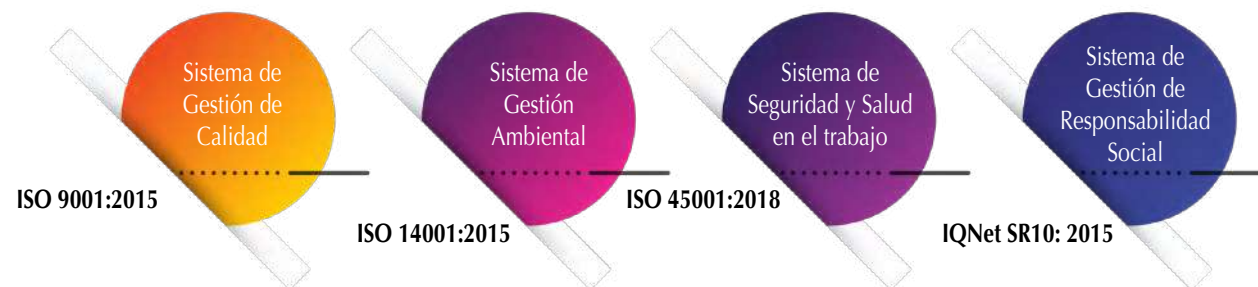 Sistema de
Gestión de
Calidad
ISO 9001:2015
Sistema de
Gestión
Ambiental
ISO 14001:2015
Sistema de
Seguridad y Salud
en el trabajo
ISO 45001:2018
Sistema de
Gestión de
Responsabilidad
Social
IQNet SR10: 2015